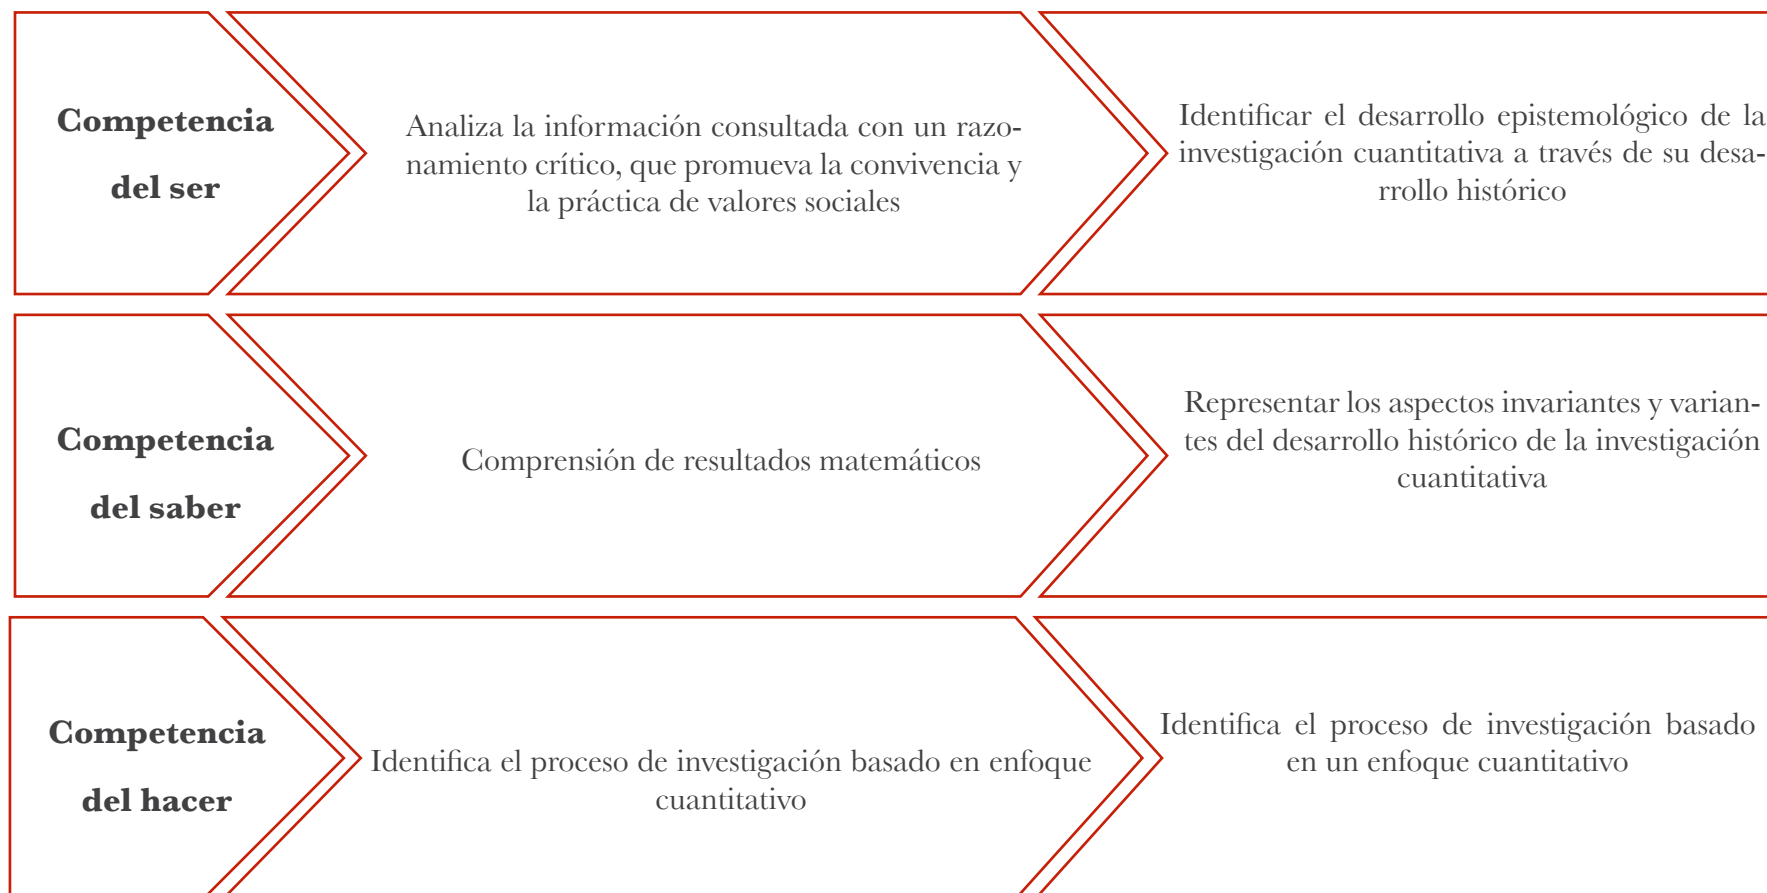 Competencia
del ser
Analiza la información consultada con un razo-
namiento crítico, que promueva la convivencia y
la práctica de valores sociales
Identificar el desarrollo epistemológico de la
investigación cuantitativa a través de su desa-
rrollo histórico
Competencia
del saber
Comprensión de resultados matemáticos
Representar los aspectos invariantes y varian-
tes del desarrollo histórico de la investigación
cuantitativa
Competencia
del hacer
Identifica el proceso de investigación basado en enfoque
cuantitativo
Identifica el proceso de investigación basado
en un enfoque cuantitativo